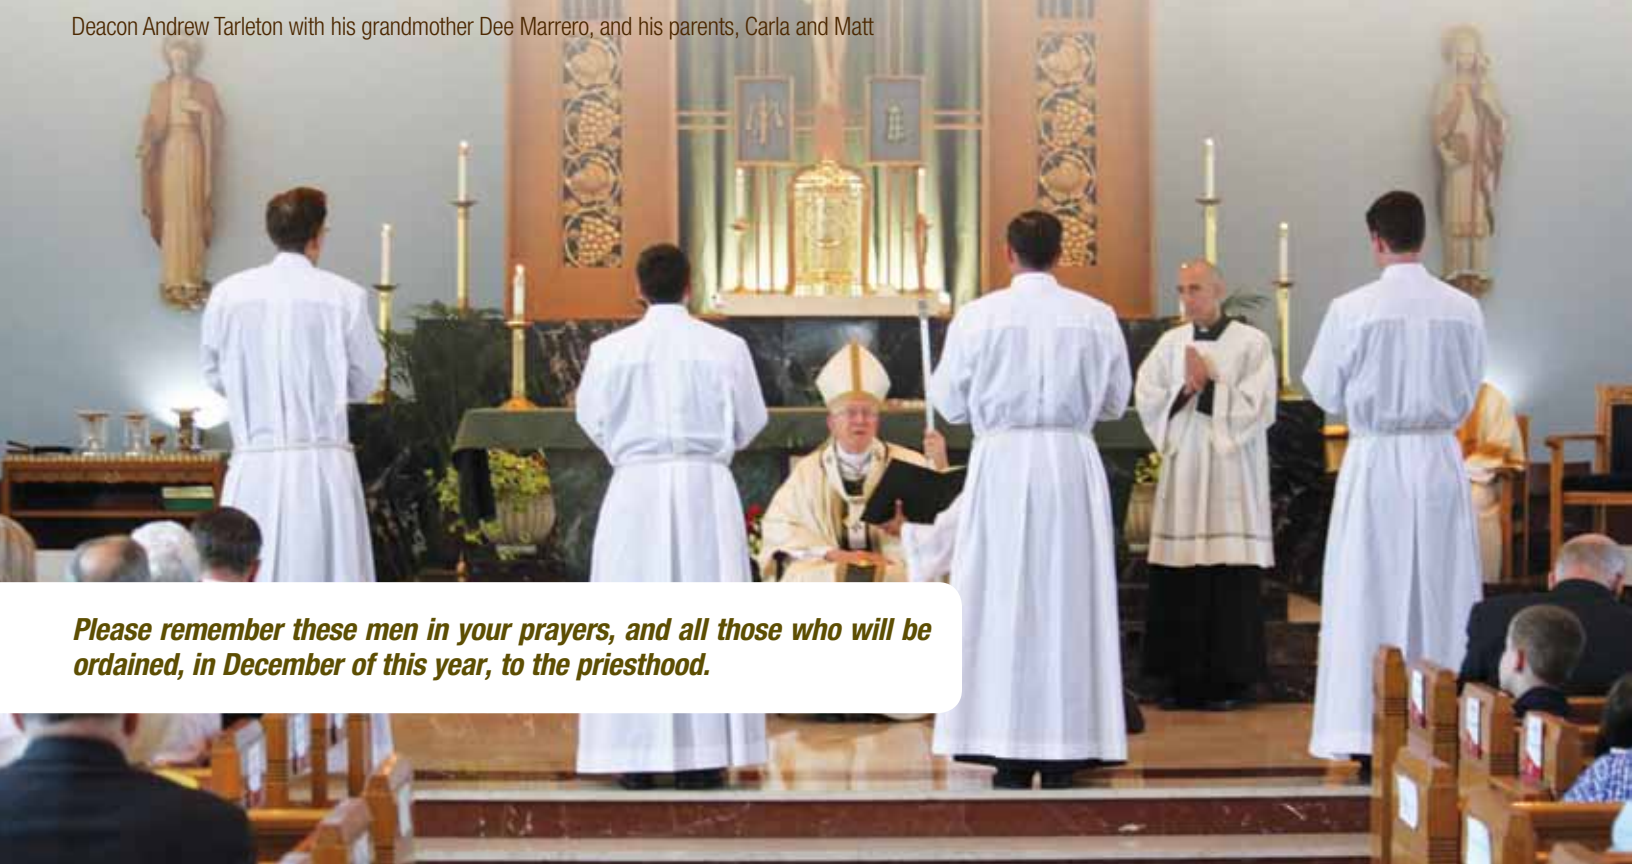 Deacon Andrew Tarleton with his grandmother Dee Marrero, and his parents, Carla and Matt
Please remember these men in your prayers, and all those who will be
ordained, in December of this year, to the priesthood.